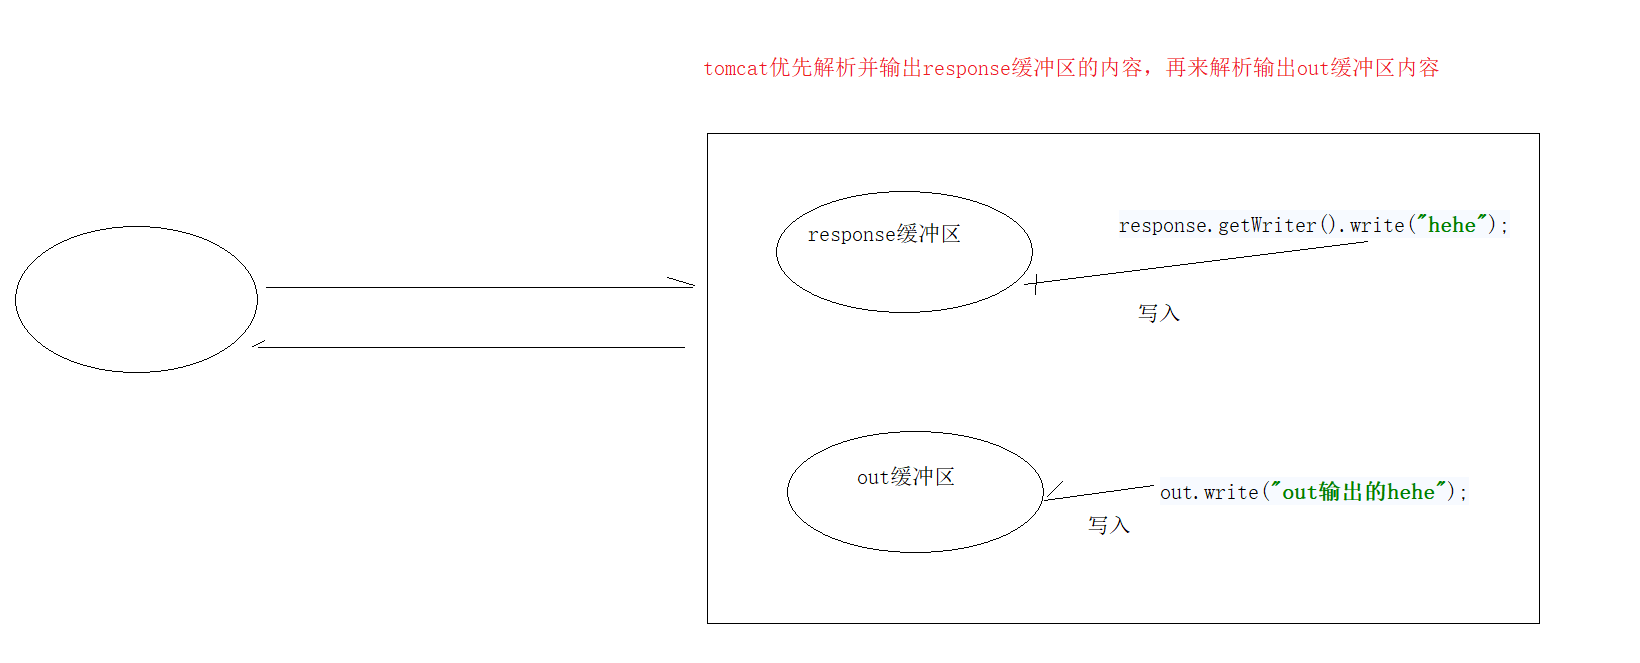 tomcat优先解析并输出response缓冲区的内容，再来解析输出out缓冲区内容
response缓冲区
response.getWriter().write("hehe");
写入
out缓冲区
out.write("out输出的hehe");
写入